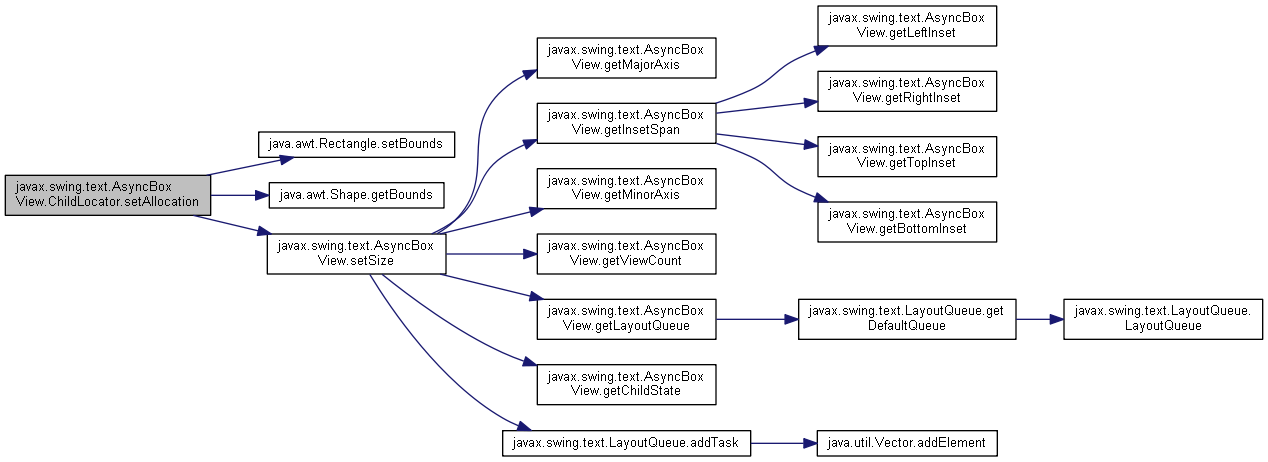 javax.swing.text.AsyncBox
View.ChildLocator.setAllocation
java.awt.Rectangle.setBounds
java.awt.Shape.getBounds
javax.swing.text.AsyncBox
View.setSize
javax.swing.text.AsyncBox
View.getMajorAxis
javax.swing.text.AsyncBox
View.getInsetSpan
javax.swing.text.AsyncBox
View.getMinorAxis
javax.swing.text.AsyncBox
View.getViewCount
javax.swing.text.AsyncBox
View.getLayoutQueue
javax.swing.text.AsyncBox
View.getChildState
javax.swing.text.LayoutQueue.addTask
javax.swing.text.AsyncBox
View.getLeftInset
javax.swing.text.AsyncBox
View.getRightInset
javax.swing.text.AsyncBox
View.getTopInset
javax.swing.text.AsyncBox
View.getBottomInset
javax.swing.text.LayoutQueue.get
DefaultQueue
javax.swing.text.LayoutQueue.
LayoutQueue
java.util.Vector.addElement